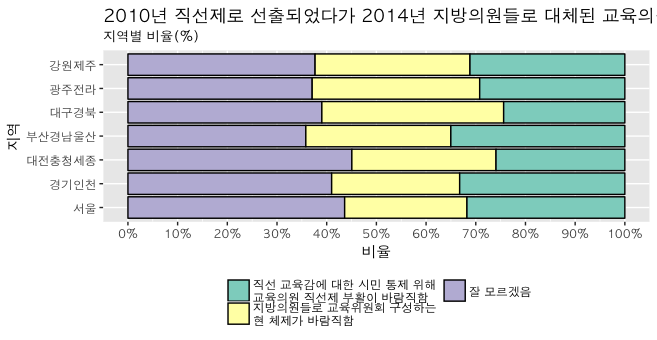 2010년 직선제로 선출되었다가 2014년 지방의원들로 대체된 교육의
지역별 비율(%)
지역
강원제주
광주전라
대구경북
부산경남울산
대전충청세종
경기인천
서울
0% 10% 20% 30% 40% 50% 60% 70% 80% 90% 100%
비율
직선 교육감에 대한 시민 통제 위해
교육의원 직선제 부활이 바람직함
지방의원들로 교육위원회 구성하는
현 체제가 바람직함
잘 모르겠음